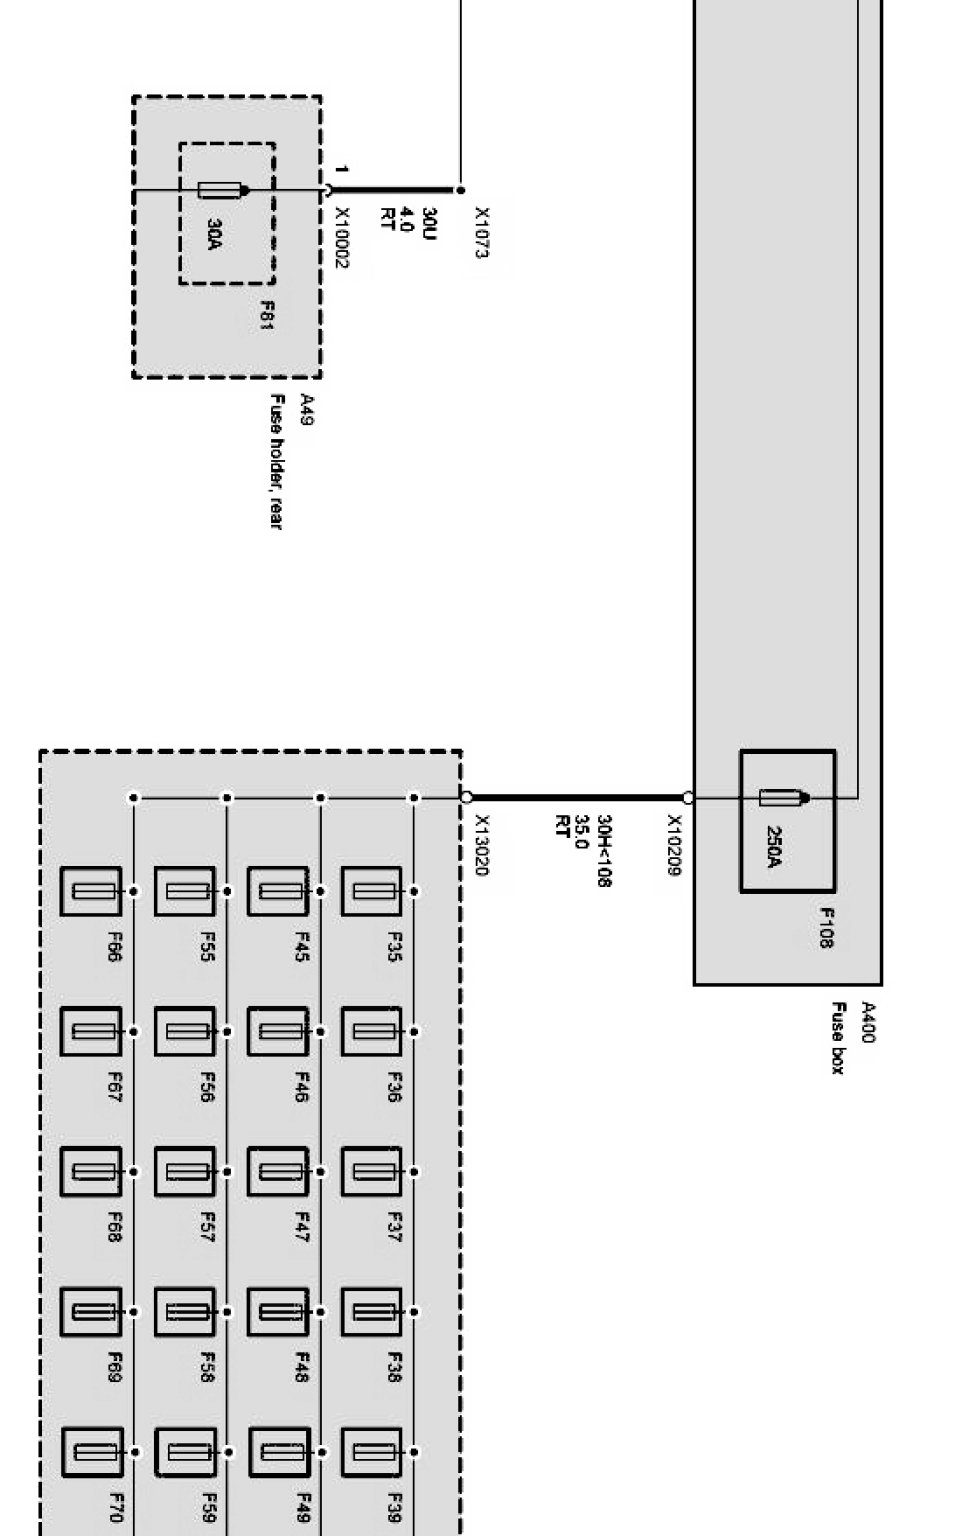 1
X10002
30U
4.0
RT
X1073
30A
F81
A49
Fuse holder, rear
250A
F108
A400
Fuse box
X10209
30H<108
35.0
RT
X13020
F35
F45
F55
F66
F36
F46
F56
F67
F37
F47
F57
F68
F38
F48
F58
F69
F39
F49
F59
F70